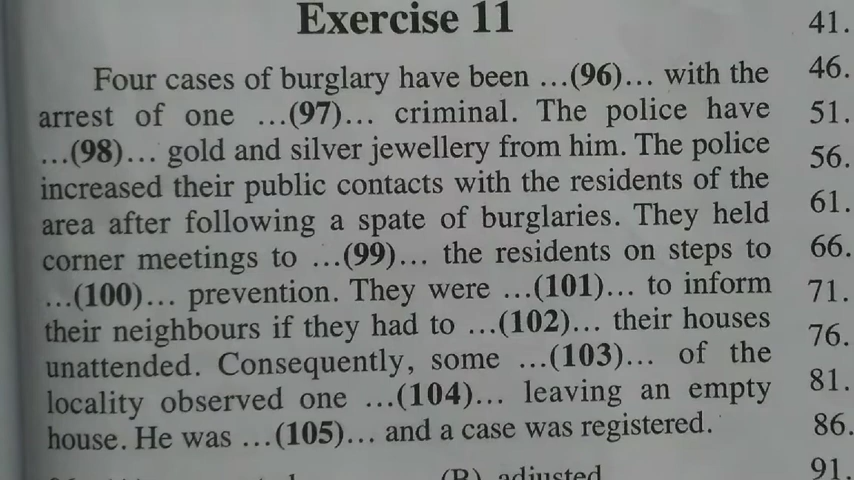 Exercise 11
Four cases of burglary have been ...(96)... with the
arrest of one ...(97)... criminal. The police have
...(98)... gold and silver jewellery from him. The police
increased their public contacts with the residents of the
area after following a spate of burglaries. They held
corner meetings to ...(99)... the residents on steps to
...(100)... prevention. They were ...(101)... to inform
their neighbours if they had to ...(102)... their houses
unattended. Consequently, some ...(103)... of the
locality observed one ...(104)... leaving an empty
house. He was ...(105)... and a case was registered.
(B) adjusted
41.
46.
51.
56.
61.
66.
71.
76.
81.
86.
91.